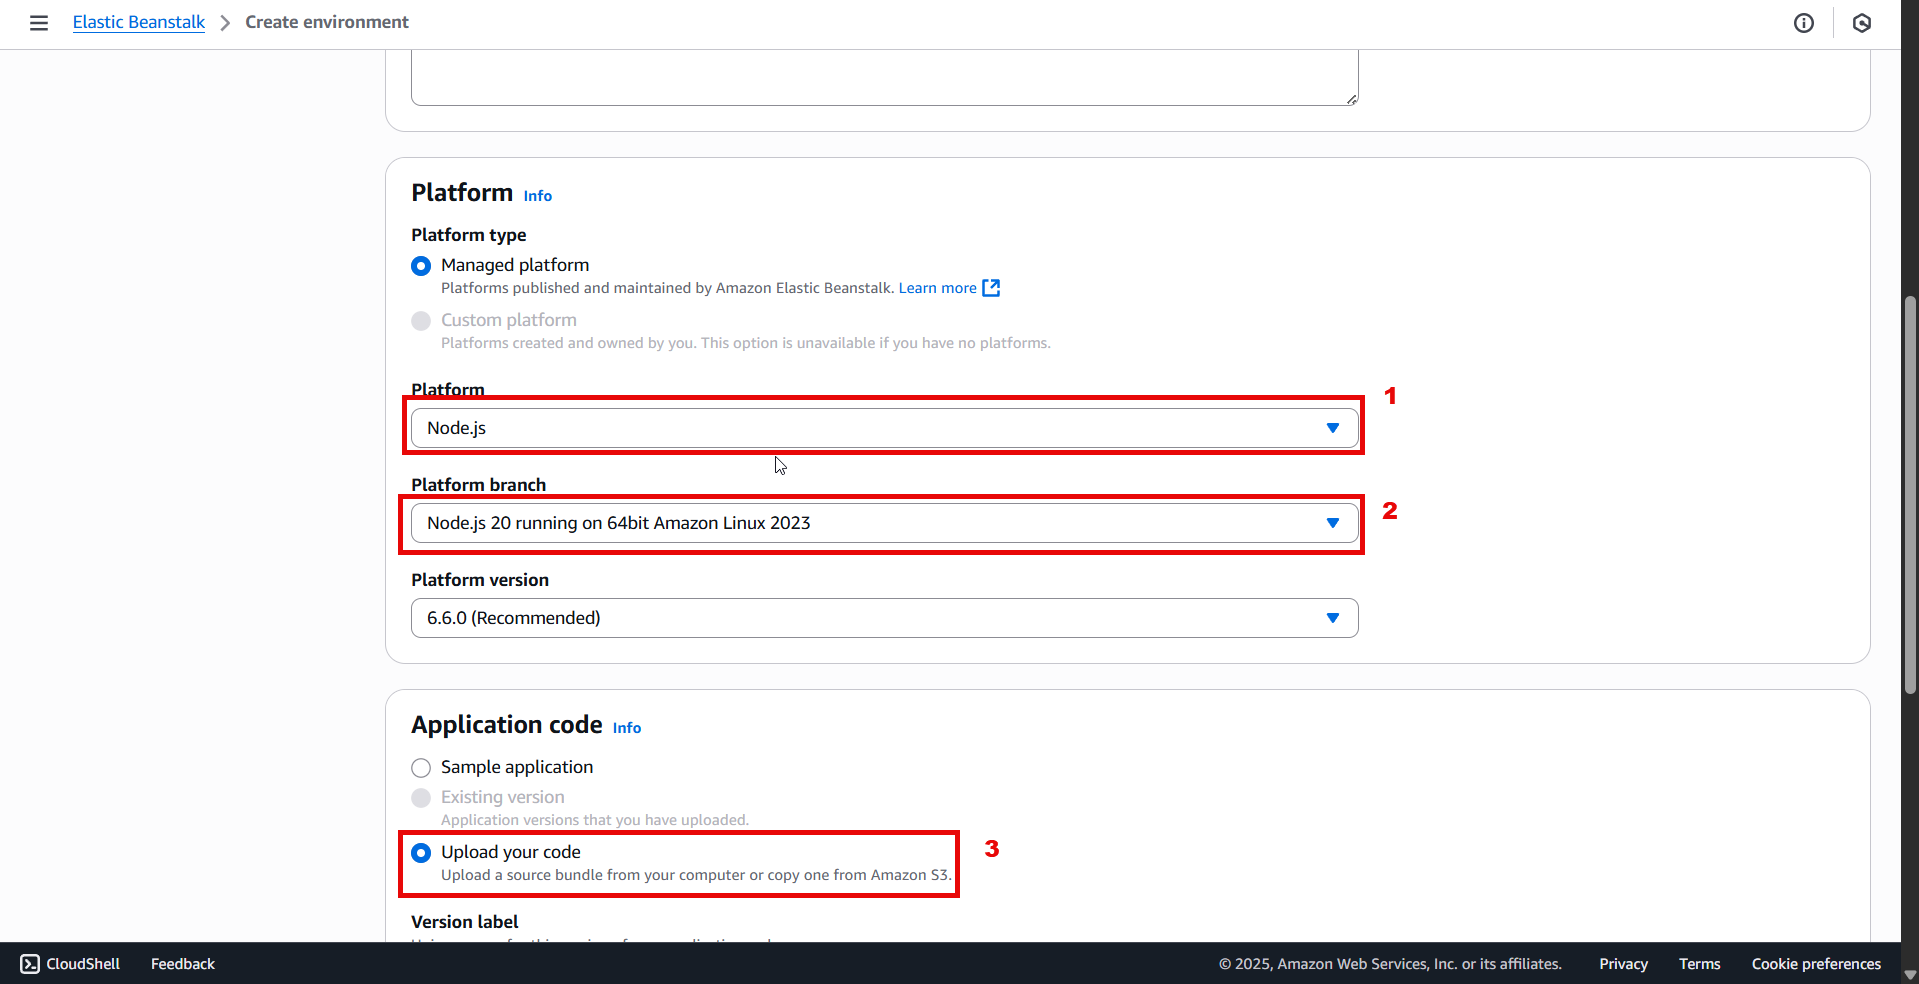 Elastic Beanstalk > Create environment
Platform Info
Platform type
Managed platform
Platforms published and maintained by Amazon Elastic Beanstalk. Learn more
Custom platform
Platforms created and owned by you. This option is unavailable if you have no platforms.
Platform
1
Node.js
Platform branch
2
Node.js 20 running on 64bit Amazon Linux 2023
Platform version
6.6.0 (Recommended)
Application code Info
Sample application
Existing version
Application versions that you have uploaded.
Upload your code
3
Upload a source bundle from your computer or copy one from Amazon S3.
Version label
CloudShell Feedback © 2025, Amazon Web Services, Inc. or its affiliates. Privacy Terms Cookie preferences